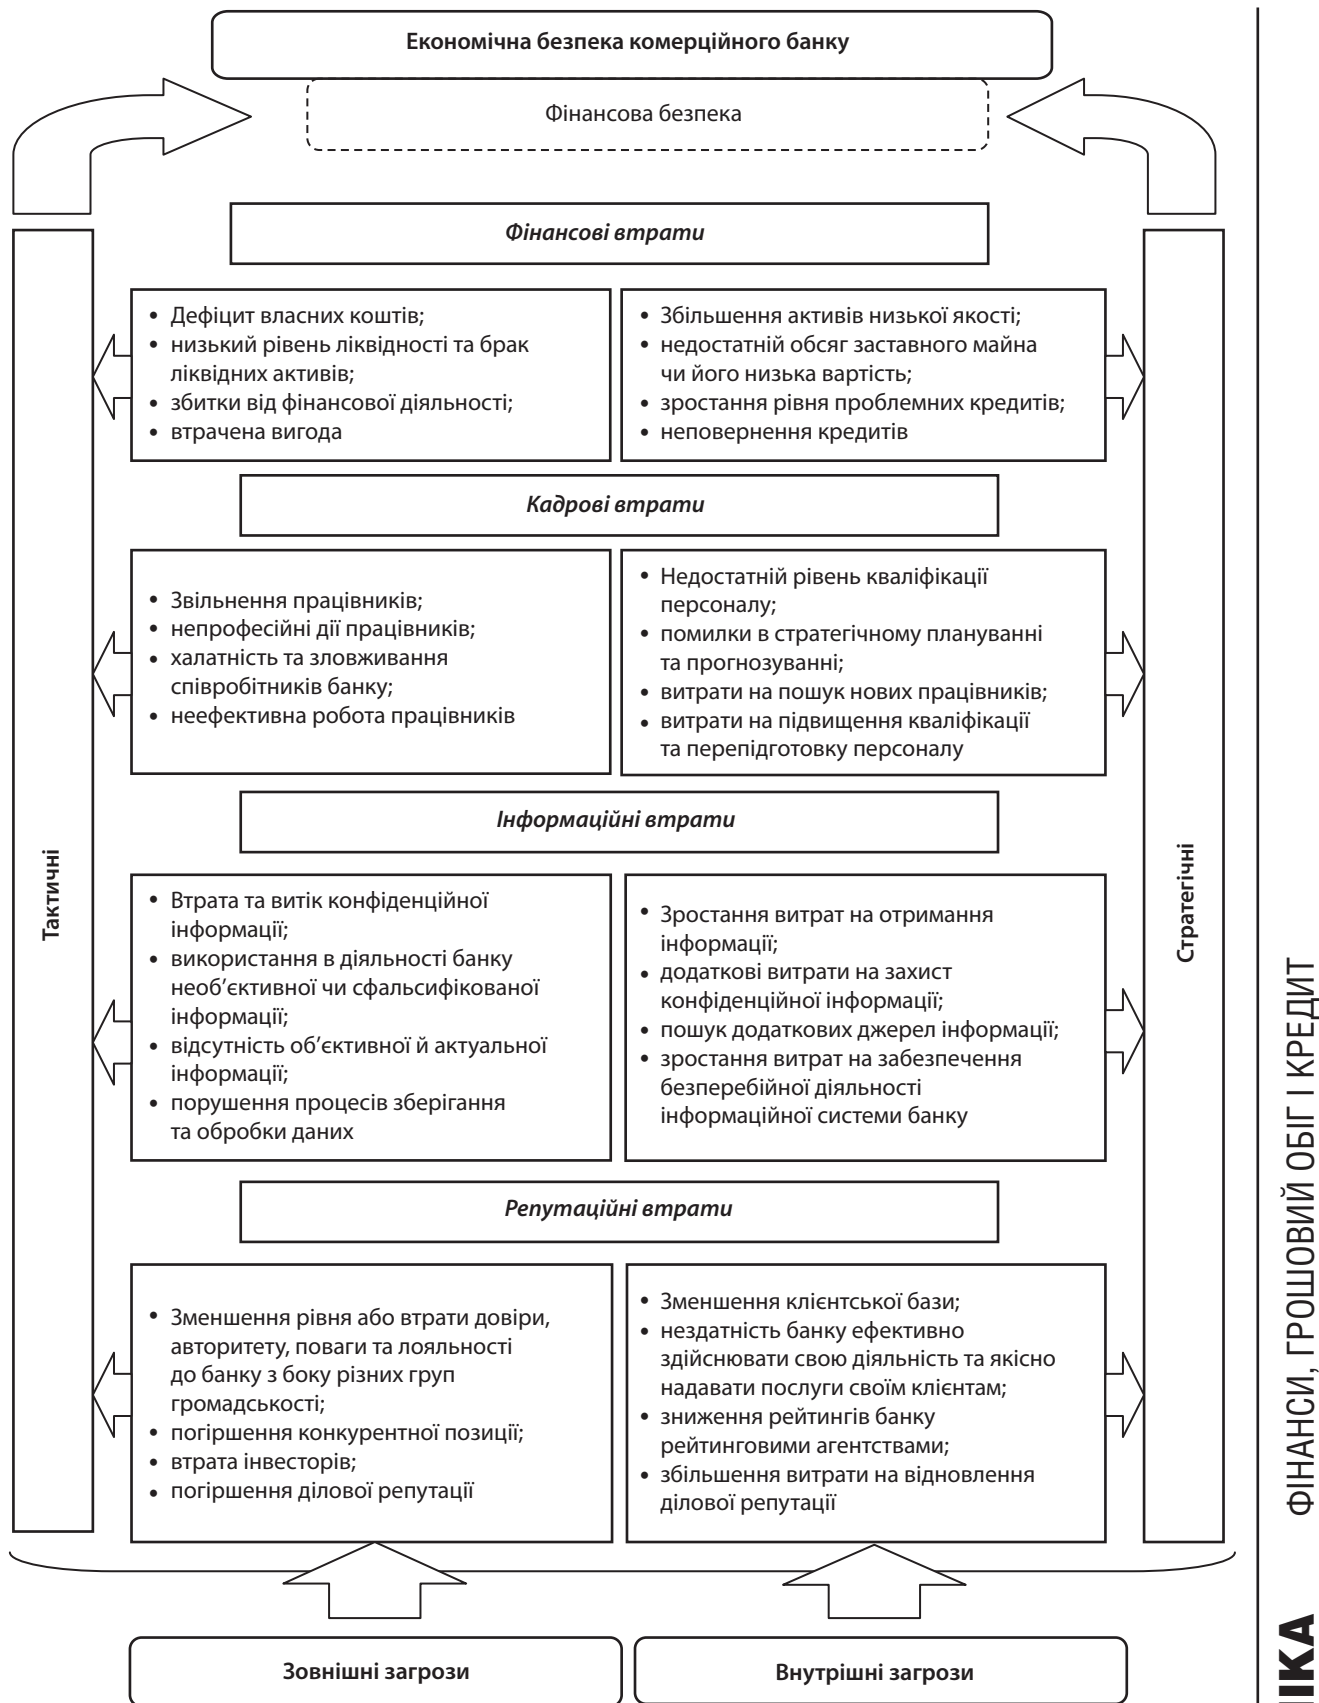 Економічна безпека комерційного банку
Фінансова безпека
Фінансові втрати
• Дефіцит власних коштів;
• низький рівень ліквідності та брак
ліквідних активів;
• збитки від фінансової діяльності;
• втрачена вигода
• Збільшення активів низької якості;
• недостатній обсяг заставного майна
чи його низька вартість;
• зростання рівня проблемних кредитів;
• неповернення кредитів
Кадрові втрати
• Звільнення працівників;
• непрофесійні дії працівників;
• халатність та зловживання
співробітників банку;
• неефективна робота працівників
• Недостатній рівень кваліфікації
персоналу;
• помилки в стратегічному плануванні
та прогнозуванні;
• витрати на пошук нових працівників;
• витрати на підвищення кваліфікації
та перепідготовку персоналу
Інформаційні втрати
Тактичні
• Втрата та витік конфіденційної
інформації;
• використання в діяльності банку
необ’єктивної чи сфальсифікованої
інформації;
• відсутність об’єктивної й актуальної
інформації;
• порушення процесів зберігання
та обробки даних
• Зростання витрат на отримання
інформації;
• додаткові витрати на захист
конфіденційної інформації;
• пошук додаткових джерел інформації;
• зростання витрат на забезпечення
безперебійної діяльності
інформаційної системи банку
Стратегічні
Репутаційні втрати
• Зменшення рівня або втрати довіри,
авторитету, поваги та лояльності
до банку з боку різних груп
громадськості;
• погіршення конкурентної позиції;
• втрата інвесторів;
• погіршення ділової репутації
• Зменшення клієнтської бази;
• нездатність банку ефективно
здійснювати свою діяльність та якісно
надавати послуги своїм клієнтам;
• зниження рейтингів банку
рейтинговими агентствами;
• збільшення витрати на відновлення
ділової репутації
Зовнішні загрози
Внутрішні загрози
ФІНАНСИ, ГРОШОВИЙ ОБІГ І КРЕДИТ